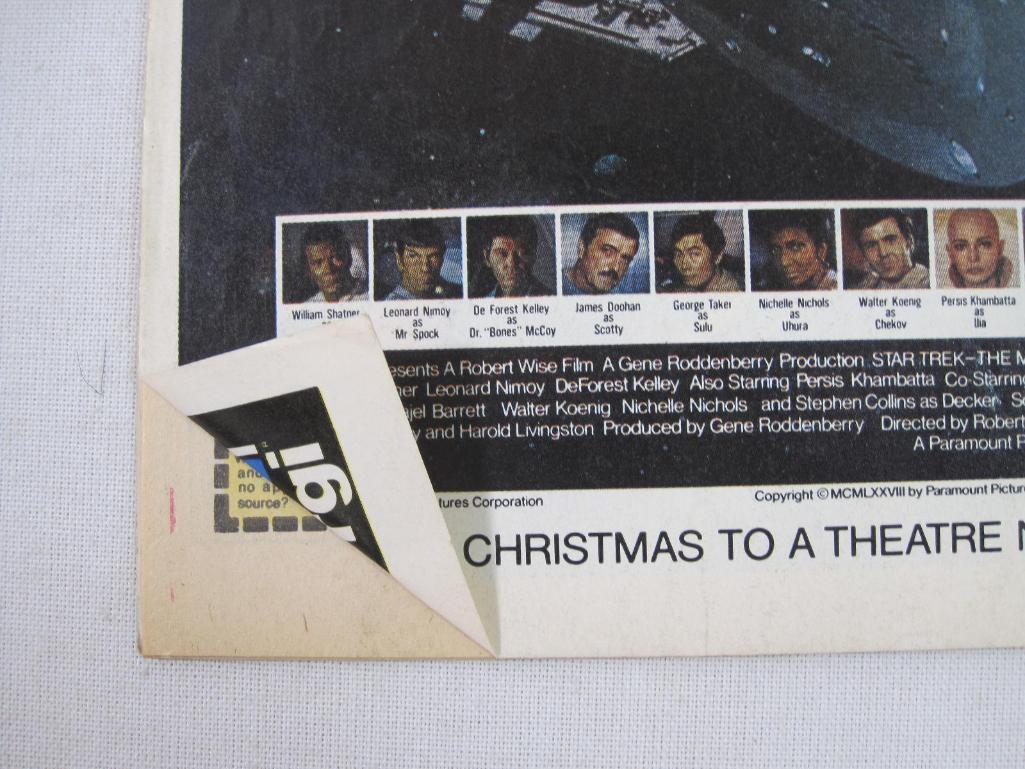 William Shatner
Leonard Nimoy
as
Mr Spock
De Forest Kelley
as
Dr. "Bones" McCoy
James Doohan
as
Scotty
George Takei
as
Sulu
Nichelle Nichols
as
Uhura
Walter Koenig
as
Chekov
Persis Khambatta
as
Ilia
esents A Robert Wise Film A Gene Roddenberry Production STAR TREK-THE M
ner Leonard Nimoy DeForest Kelley Also Starring Persis Khambatta Co-Starrin
jel Barrett Walter Koenig Nichelle Nichols and Stephen Collins as Decker
y and Harold Livingston Produced by Gene Roddenberry Directed by Robert
A Paramount P
tures Corporation
Copyright © MCMLXXVIII by Paramount Pictur
CHRISTMAS TO A THEATRE N
and
no ap
source?